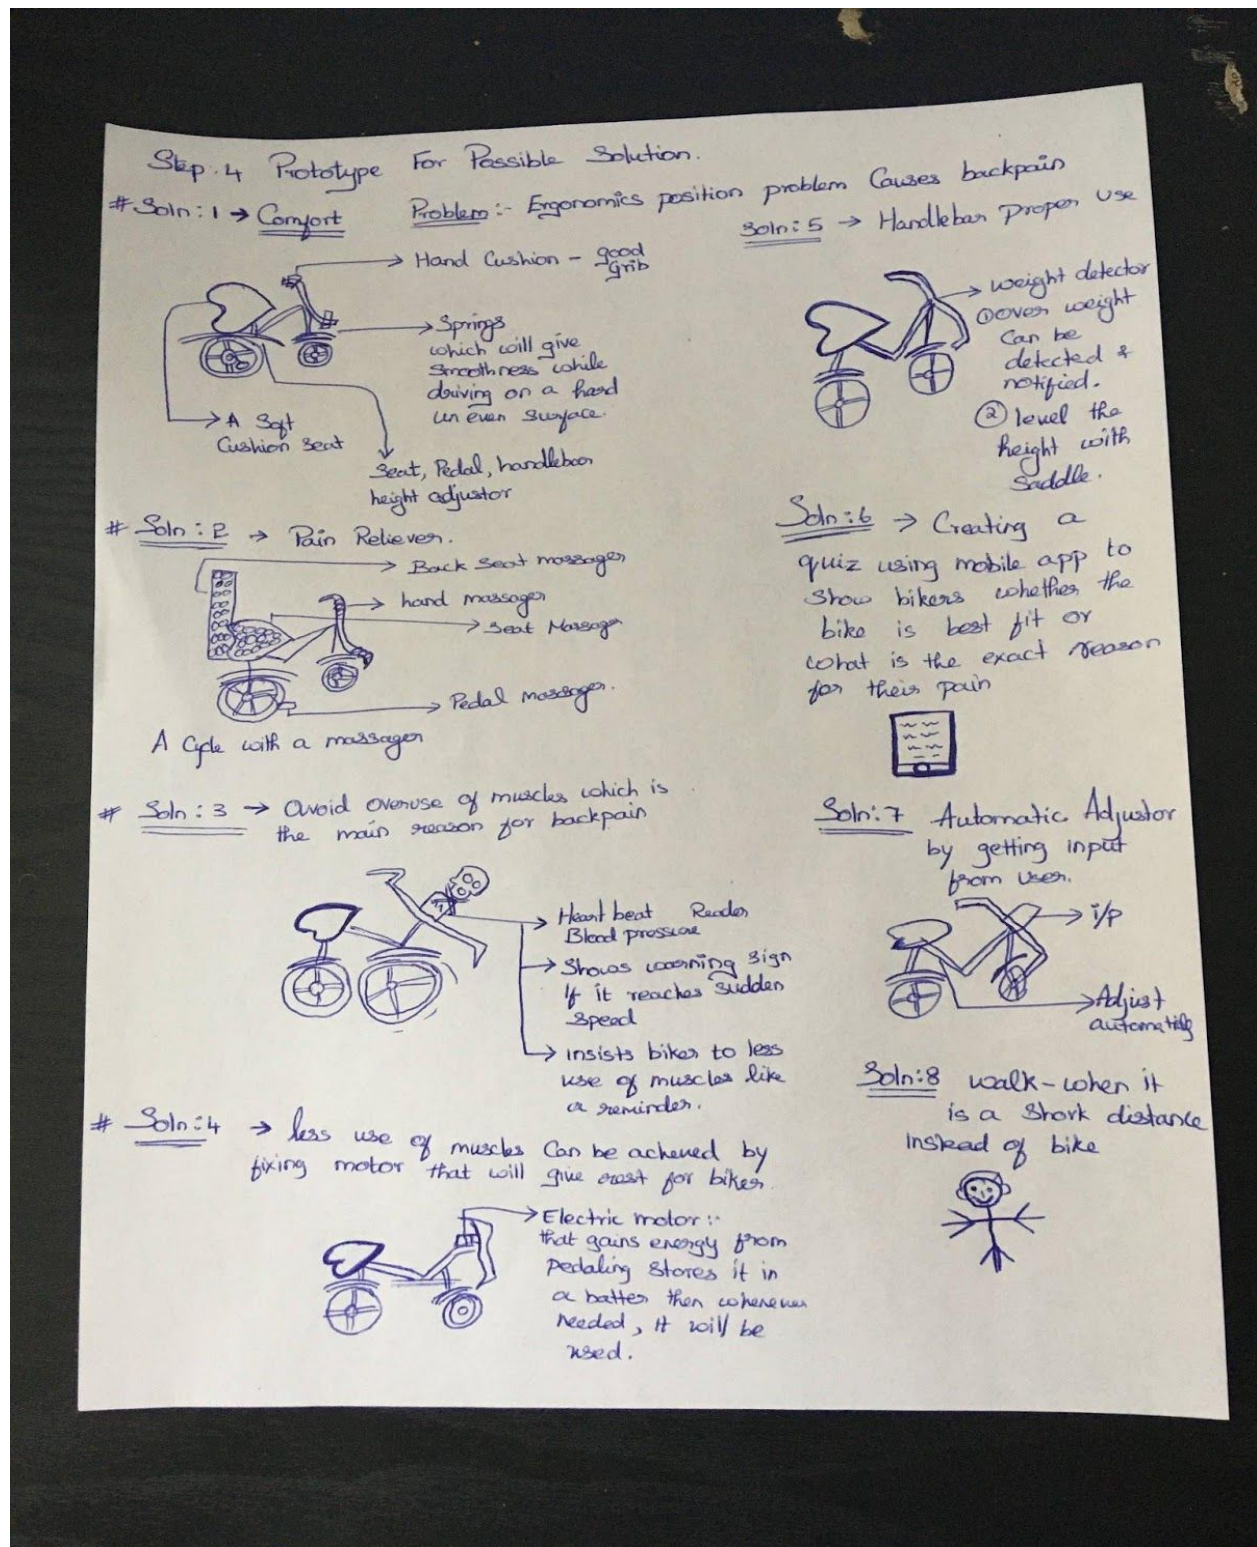 Step. 4 Prototype For Possible Solution.
# Soln : 1 → Comfort
Problem :- Ergonomics position problem Causes backpain
Hand Cushion - good
Grib
Springs
which will give
Smoothness while
driving on a hard
un even surface.
A Soft
Cushion seat
Seat, Pedal, handlebar
height adjustor
# Soln : 2 → Pain Reliever.
Back Seat massager
hand massager
Seat Massager
Pedal massager.
A Cycle with a massager
# Soln : 3 → avoid overuse of muscles which is
the main reason for backpain
Heart beat Reader
Blood pressure
Shows warning sign
if it reaches sudden
speed
insists biker to less
use of muscles like
a reminder.
# Soln : 4 → less use of muscles Can be acheved by
fixing motor that will give rest for biker.
Electric motor :-
that gains energy from
pedaling stores it in
a batter then whenever
needed, it will be
used.
Soln : 5 → Handlebar Proper use
weight detector
① over weight
Can be
detected &
notified.
② level the
height with
Saddle.
Soln : 6 → Creating a
quiz using mobile app to
show bikers whether the
bike is best fit or
what is the exact reason
for their pain
Soln : 7 Automatic Adjustor
by getting input
from user.
i/p
Adjust
Soln : 8 walk - when it
is a Shork distance
instead of bike